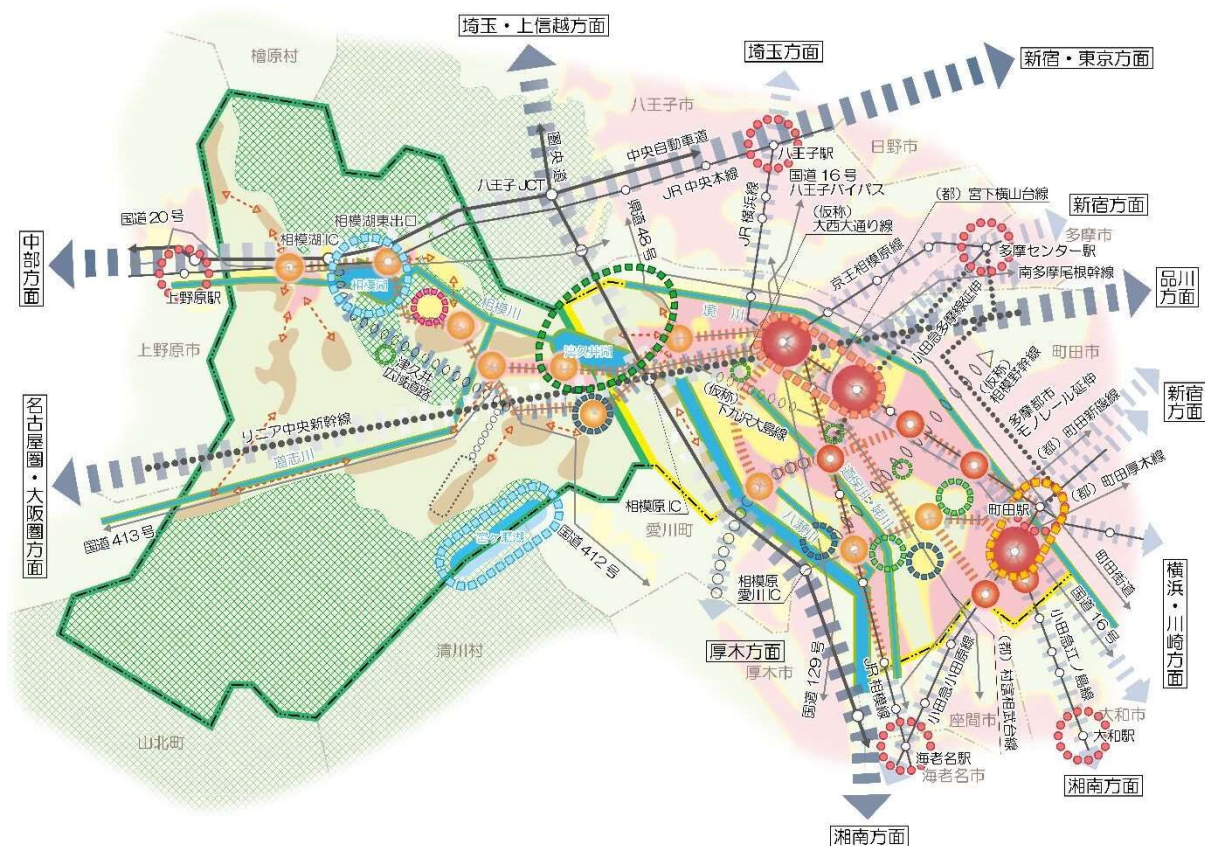 埼玉・上信越方面
埼玉方面
新宿・東京方面
檜原村
八王子市
日野市
圏央道
中央自動車道
八王子駅
八王子JCT
JR中央本線
国道16号
八王子バイパス
(都)宮下横山台線
新宿方面
国道20号
相模湖東出口
相模湖IC
県道48号
JR横浜線
(仮称)
大西大通り線
多摩市
多摩センター駅
中部方面
京王相模原線
南多摩尾根幹線
品川
方面
上野原駅
相模湖
相模川
境川
小田急多摩線延伸
上野原市
津久井
広域道路
津久井湖
町田市
(仮称)
相模野幹線
(仮称)
下九沢大島線
多摩都市
モノレール延伸
新宿
方面
リニア中央新幹線
(都)町田新磯線
名古屋圏・大阪圏方面
道志川
(都)町田厚木線
町田駅
相模原IC
愛川町
国道413号
宮ヶ瀬湖
国道412号
八瀬川
道保川
姥川
相模原
愛川IC
町田街道
国道16号
横浜・川崎方面
厚木方面
厚木市
清川村
国道129号
JR相模線
小田急小田原線
(都)村富相武台線
小田急江ノ島線
座間市
大和市
大和駅
山北町
海老名駅
海老名市
湘南方面
湘南方面